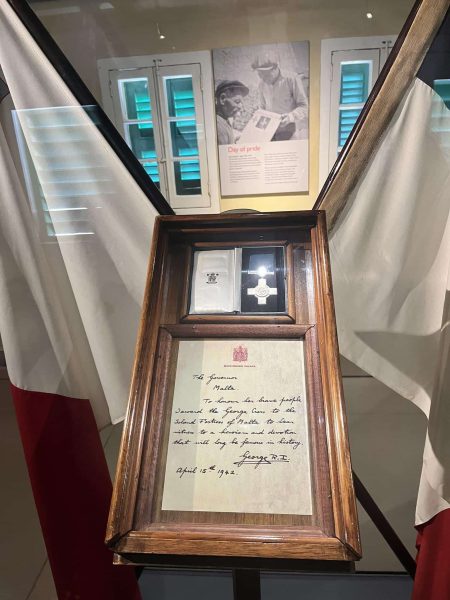 Day of pride
BUCKINGHAM PALACE
The Governor
Malta
To honour her brave people
I award the George Cross to the
Island Fortress of Malta to bear
witness to a heroism and devotion
that will long be famous in history.
George R.I.
April 15th 1942.